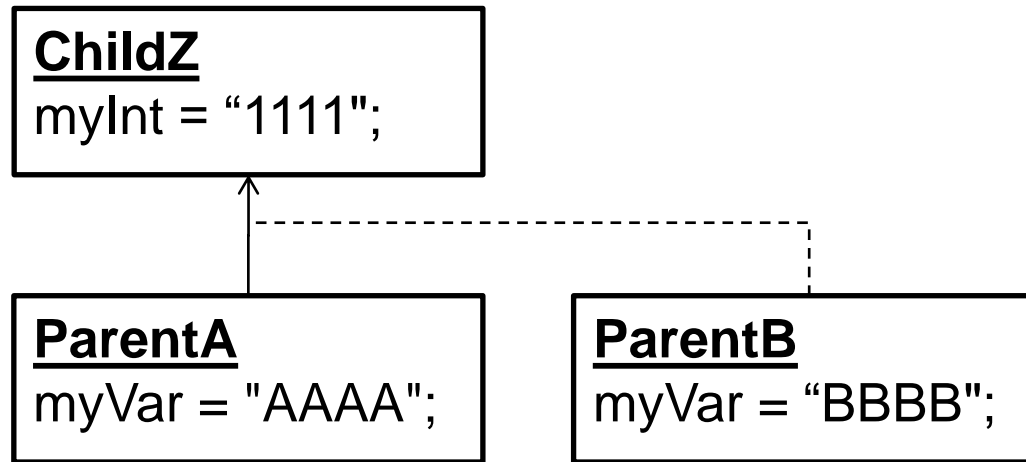 ChildZ
myInt = “1111";
ParentA
myVar = "AAAA";
ParentB
myVar = “BBBB";